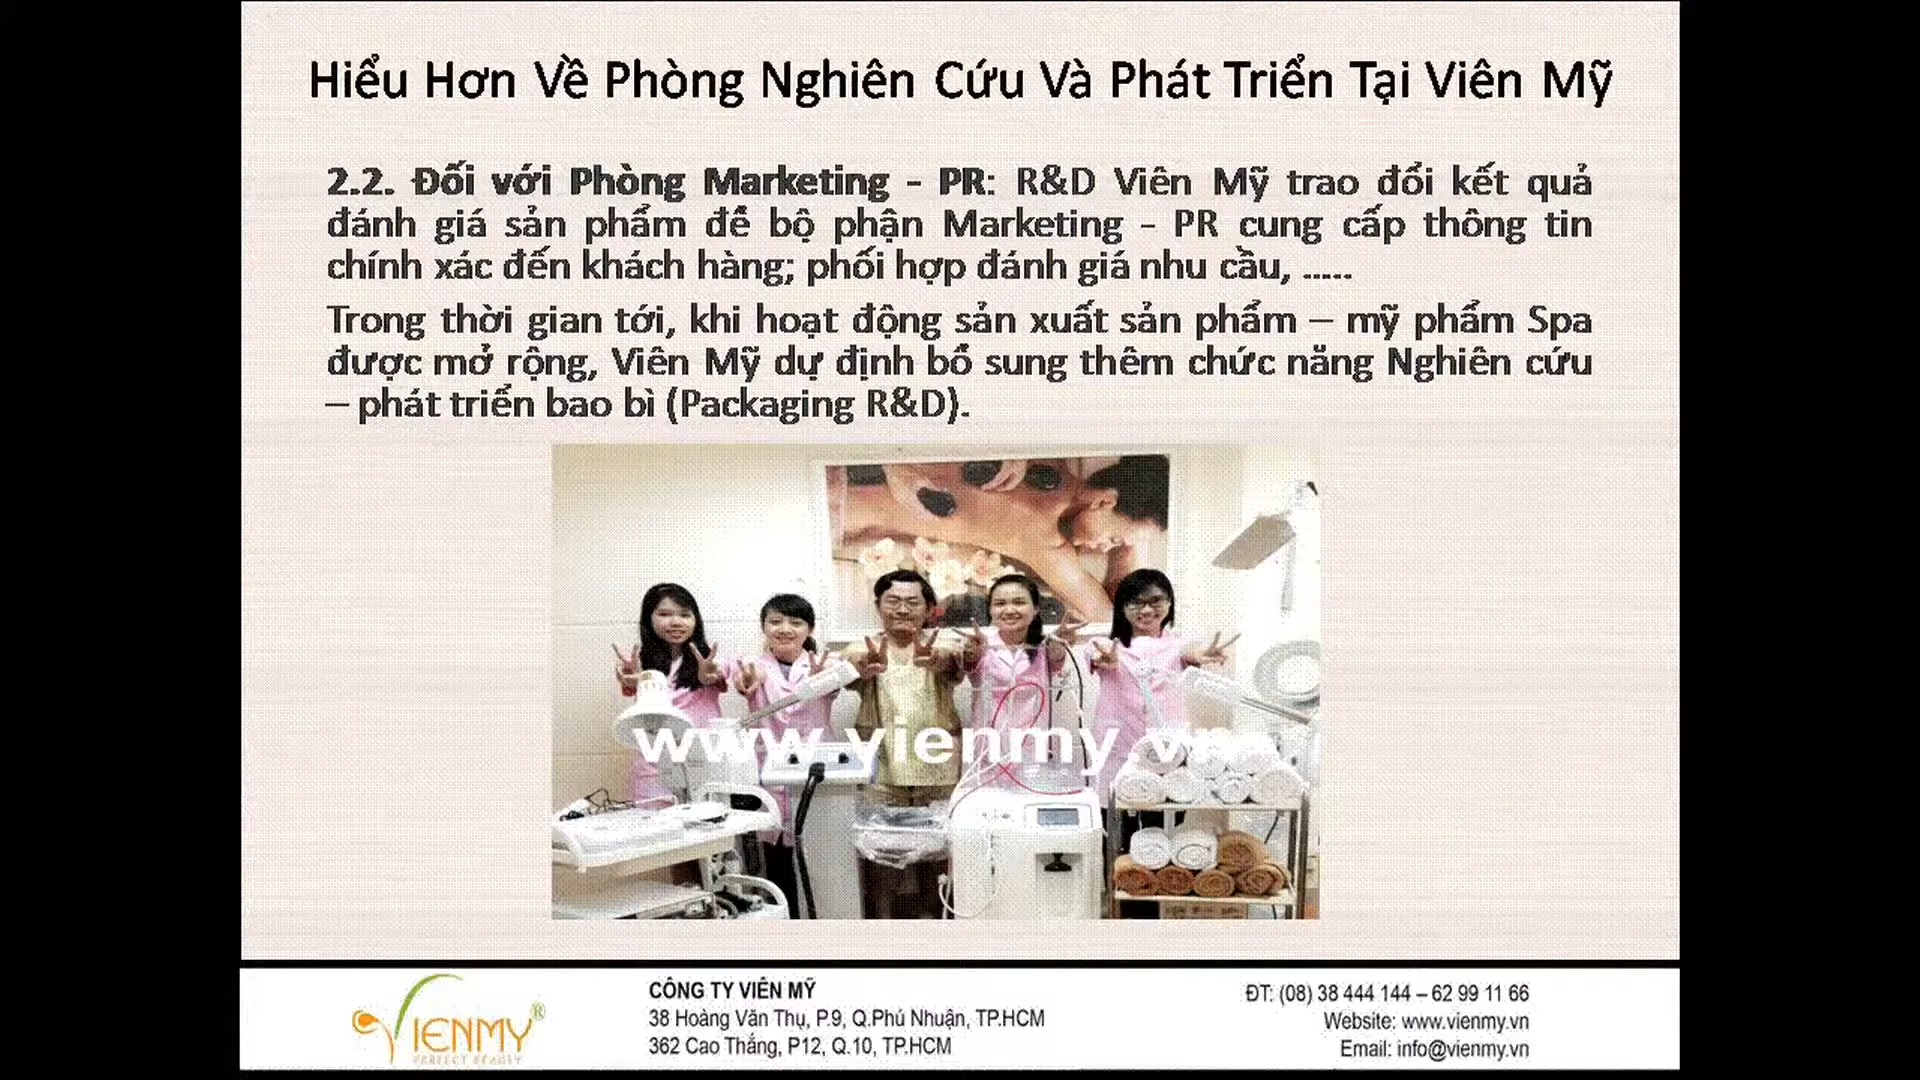 Hiểu Hơn Về Phòng Nghiên Cứu Và Phát Triển Tại Viên Mỹ
2.2. Đối với Phòng Marketing - PR: R&D Viên Mỹ trao đổi kết quả
đánh giá sản phẩm để bộ phận Marketing - PR cung cấp thông tin
chính xác đến khách hàng; phối hợp đánh giá nhu cầu, .....
Trong thời gian tới, khi hoạt động sản xuất sản phẩm – mỹ phẩm Spa
được mở rộng, Viên Mỹ dự định bổ sung thêm chức năng Nghiên cứu
– phát triển bao bì (Packaging R&D).
www.vienmy.vn
VIENMY®
PERFECT BEAUTY
CÔNG TY VIÊN MỸ
38 Hoàng Văn Thụ, P.9, Q.Phú Nhuận, TP.HCM
362 Cao Thắng, P12, Q.10, TP.HCM
ĐT: (08) 38 444 144 – 62 99 11 66
Website: www.vienmy.vn
Email: info@vienmy.vn